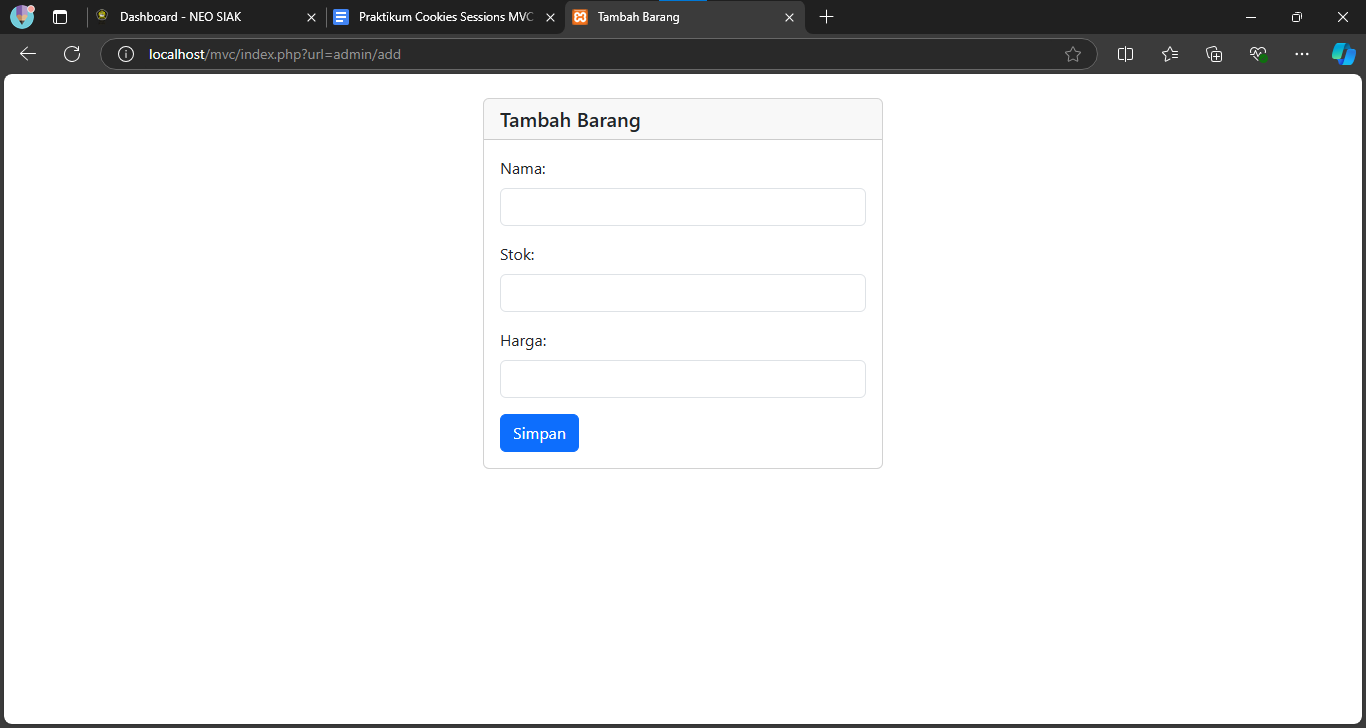 Dashboard - NEO SIAK
Praktikum Cookies Sessions MVC
Tambah Barang
localhost/mvc/index.php?url=admin/add
Tambah Barang
Nama:
Stok:
Harga:
Simpan